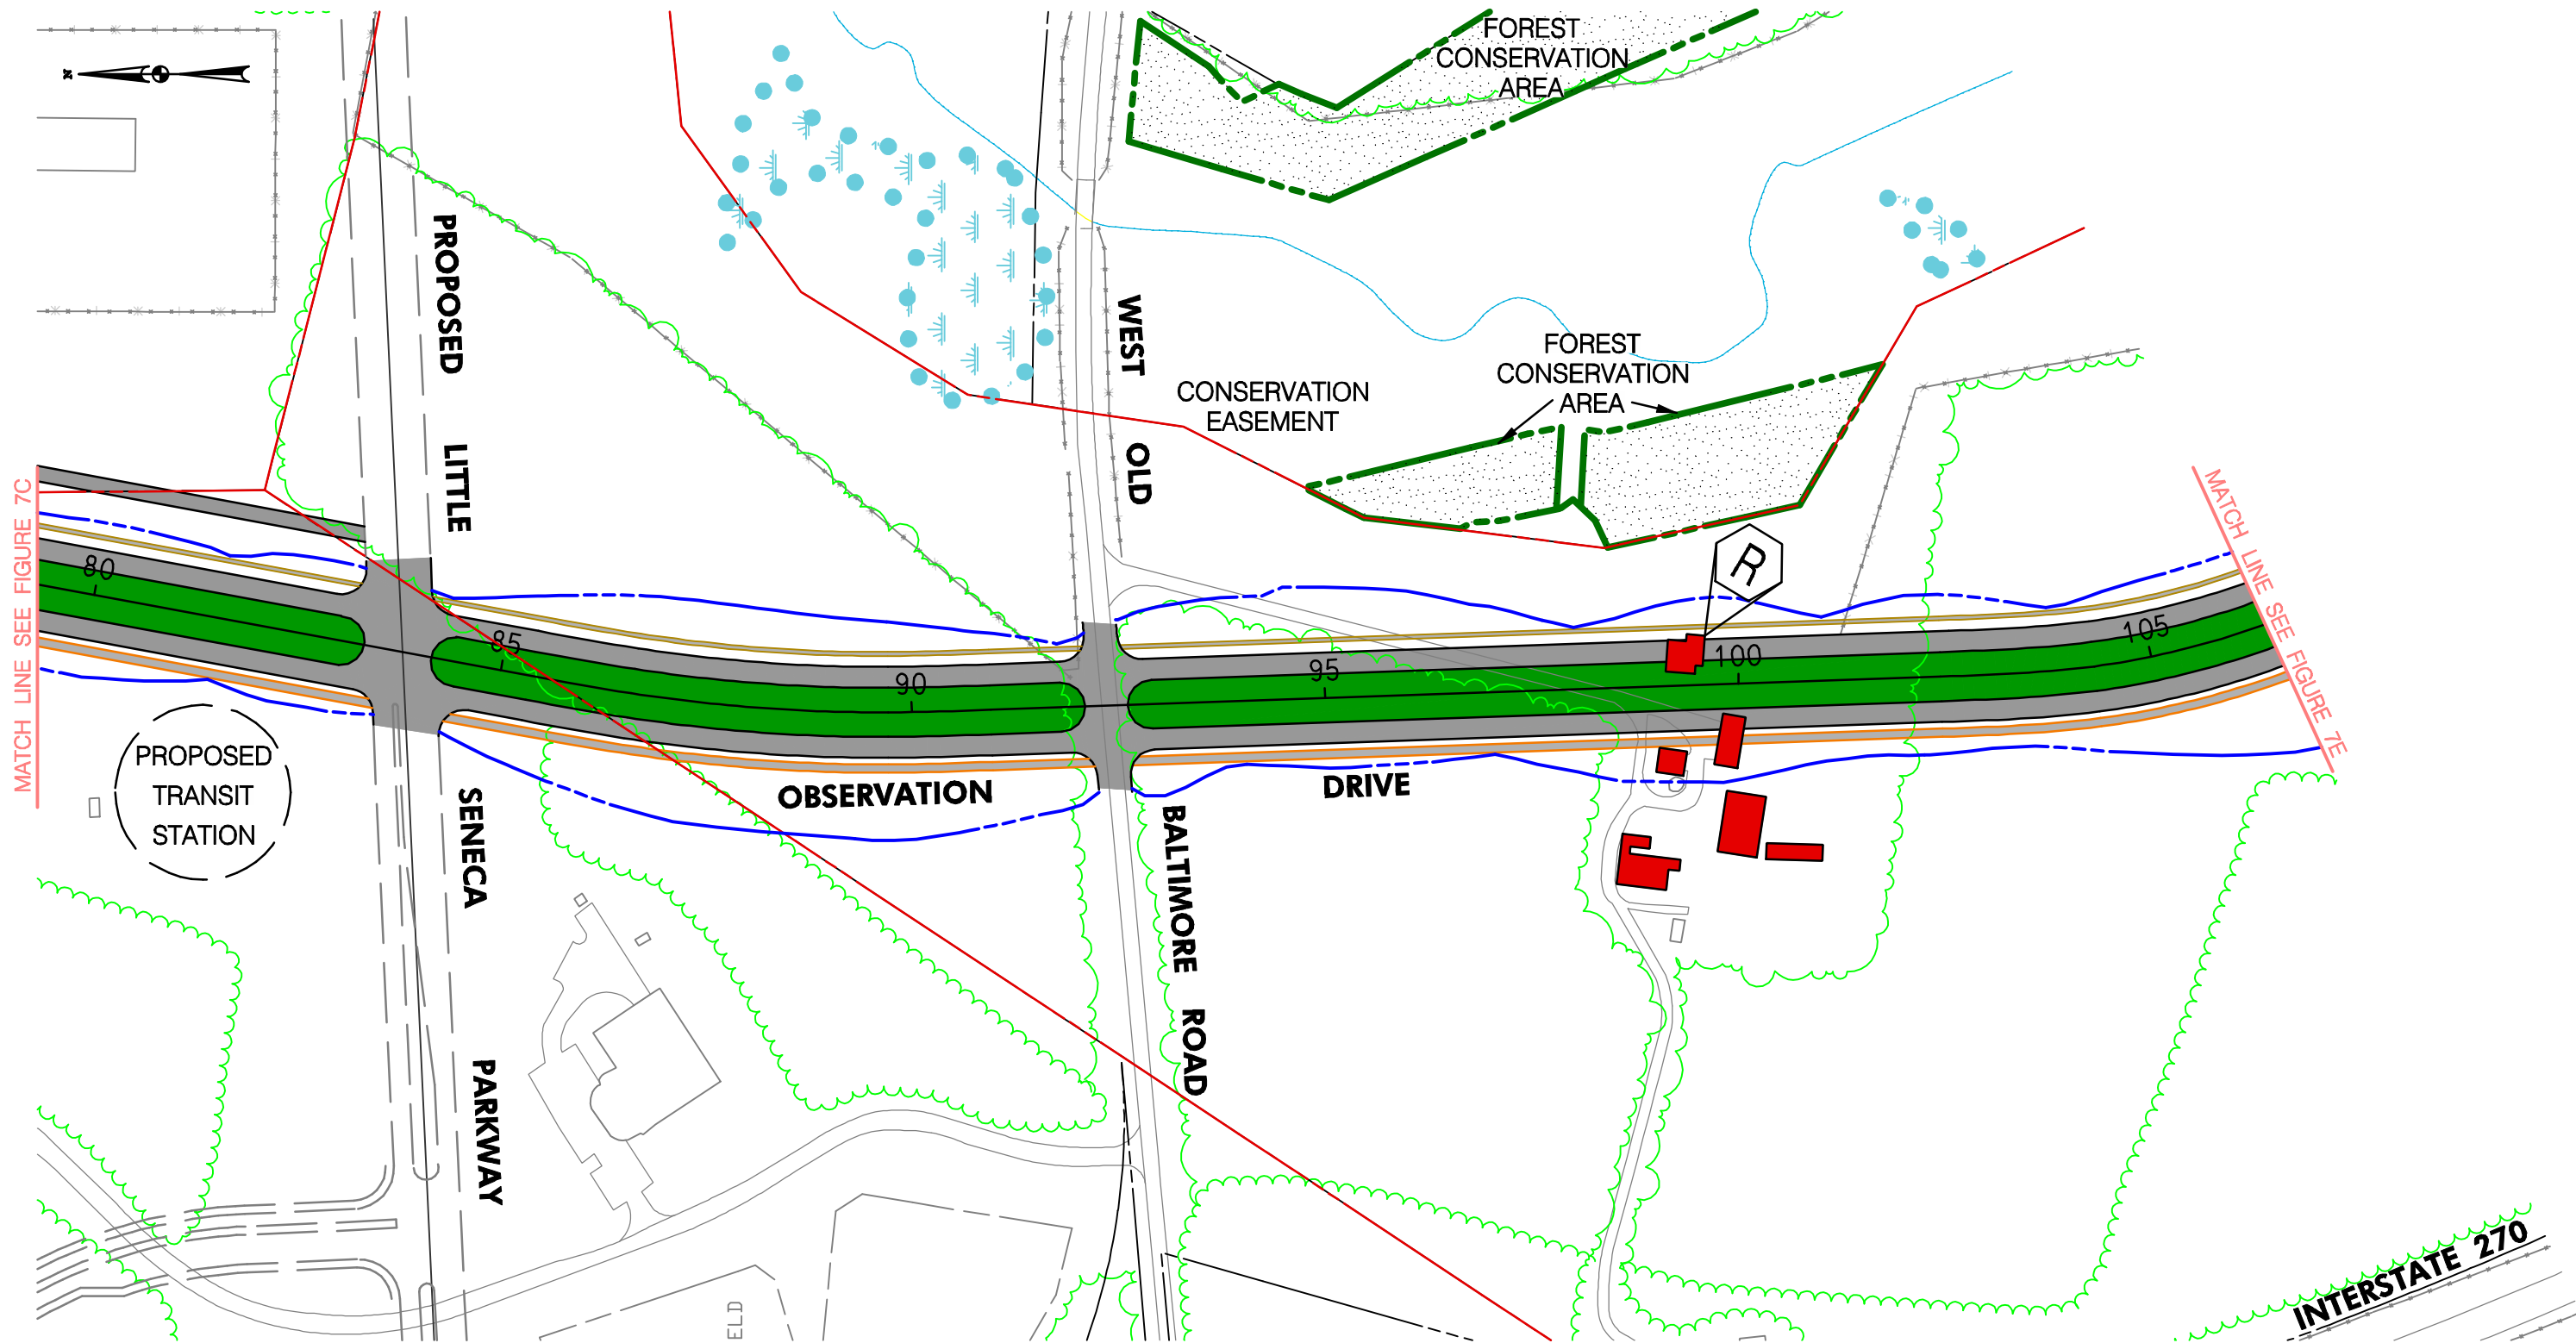 FOREST
CONSERVATION
AREA
N
PROPOSED LITTLE SENECA PARKWAY
WEST OLD BALTIMORE ROAD
FOREST
CONSERVATION
AREA
CONSERVATION
EASEMENT
MATCH LINE SEE FIGURE 7C
MATCH LINE SEE FIGURE 7E
R
80
85
90
95
100
105
PROPOSED
TRANSIT
STATION
OBSERVATION DRIVE
INTERSTATE 270
ELD